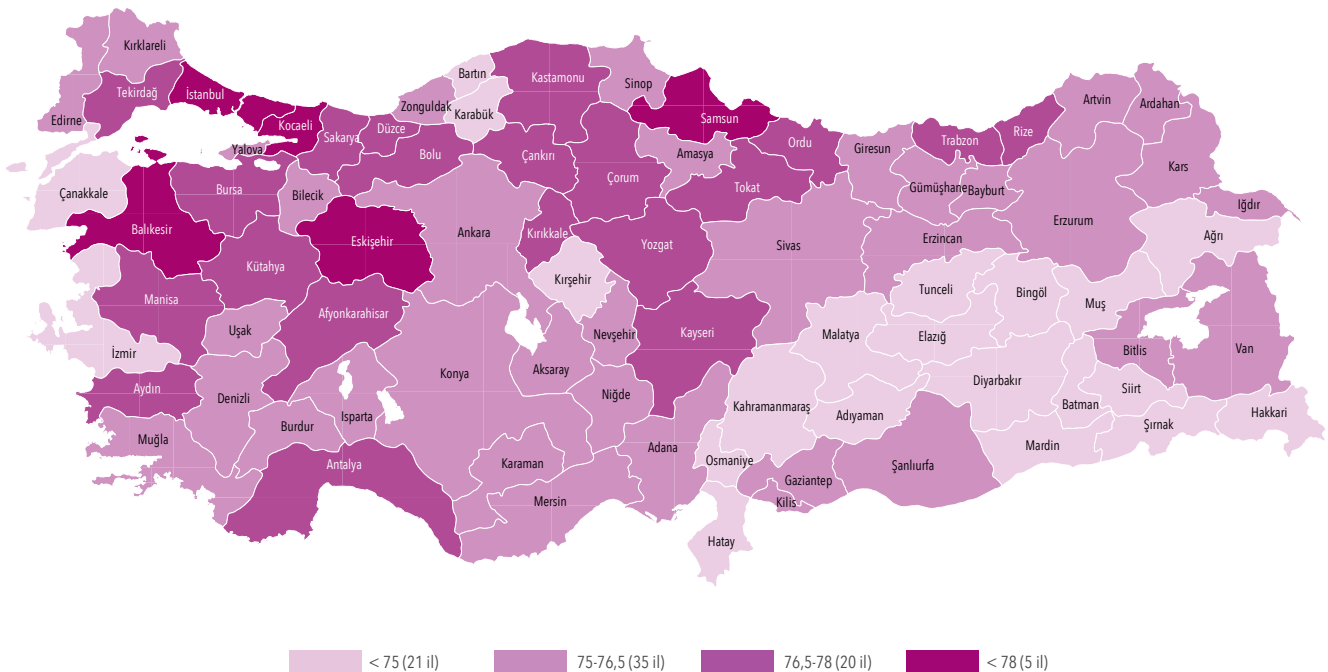 Kırklareli
Tekirdağ
İstanbul
Edirne
Kocaeli
Yalova
Sakarya
Düzce
Bolu
Zonguldak
Bartın
Karabük
Kastamonu
Sinop
Samsun
Çankırı
Çorum
Amasya
Tokat
Ordu
Giresun
Trabzon
Rize
Artvin
Ardahan
Kars
Gümüşhane
Bayburt
Erzurum
Iğdır
Ağrı
Çanakkale
Balıkesir
Bursa
Bilecik
Eskişehir
Kütahya
Ankara
Kırıkkale
Kırşehir
Yozgat
Sivas
Erzincan
Tunceli
Bingöl
Muş
Manisa
Uşak
Afyonkarahisar
İzmir
Aydın
Denizli
Muğla
Burdur
Isparta
Antalya
Konya
Aksaray
Nevşehir
Niğde
Kayseri
Karaman
Mersin
Adana
Malatya
Elazığ
Kahramanmaraş
Adıyaman
Osmaniye
Gaziantep
Kilis
Hatay
Şanlıurfa
Diyarbakır
Mardin
Batman
Siirt
Bitlis
Van
Şırnak
Hakkari
< 75 (21 il)
75-76,5 (35 il)
76,5-78 (20 il)
< 78 (5 il)